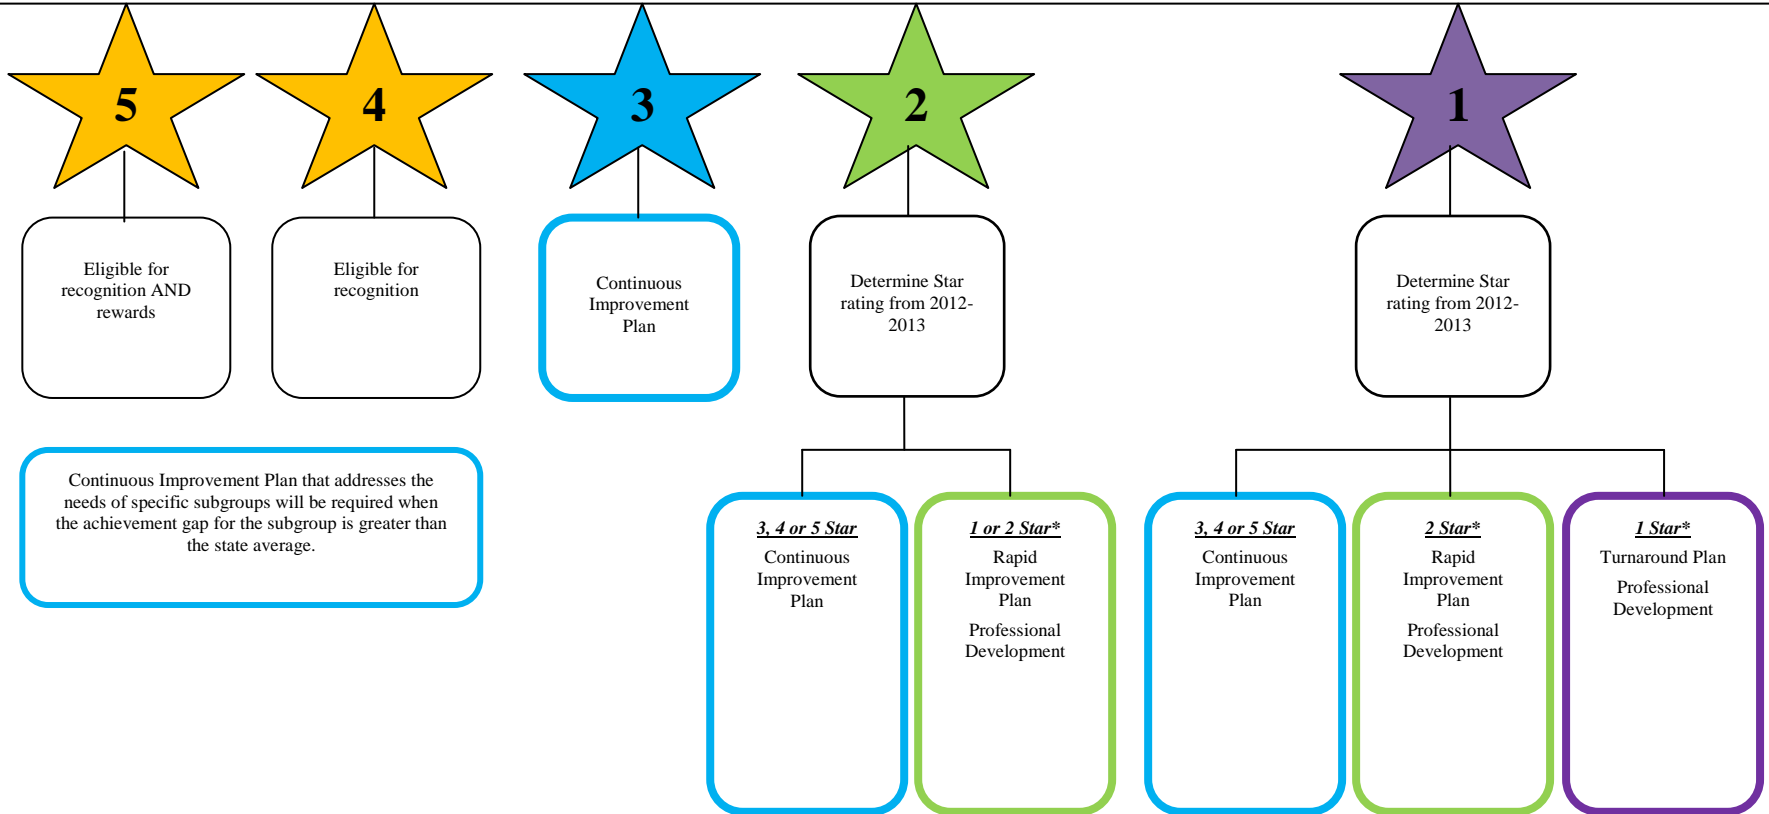 5
4
3
2
1
Eligible for
recognition AND
rewards
Eligible for
recognition
Continuous
Improvement
Plan
Determine Star
rating from 2012-
2013
Determine Star
rating from 2012-
2013
Continuous Improvement Plan that addresses the
needs of specific subgroups will be required when
the achievement gap for the subgroup is greater than
the state average.
3, 4 or 5 Star
Continuous
Improvement
Plan
1 or 2 Star*
Rapid
Improvement
Plan
Professional
Development
3, 4 or 5 Star
Continuous
Improvement
Plan
2 Star*
Rapid
Improvement
Plan
Professional
Development
1 Star*
Turnaround Plan
Professional
Development